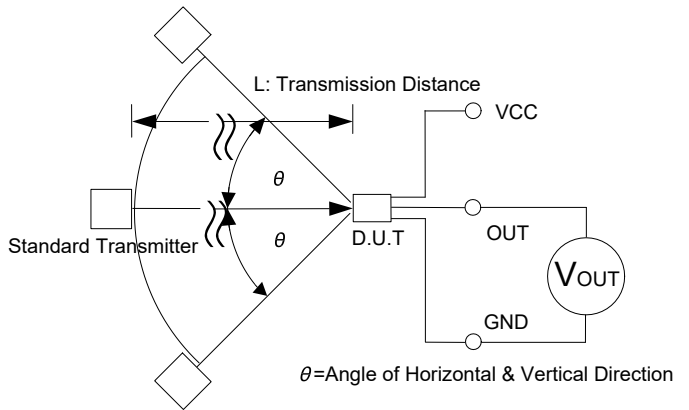 L: Transmission Distance
VCC
θ
Standard Transmitter
D.U.T
OUT
θ
VOUT
GND
θ=Angle of Horizontal & Vertical Direction